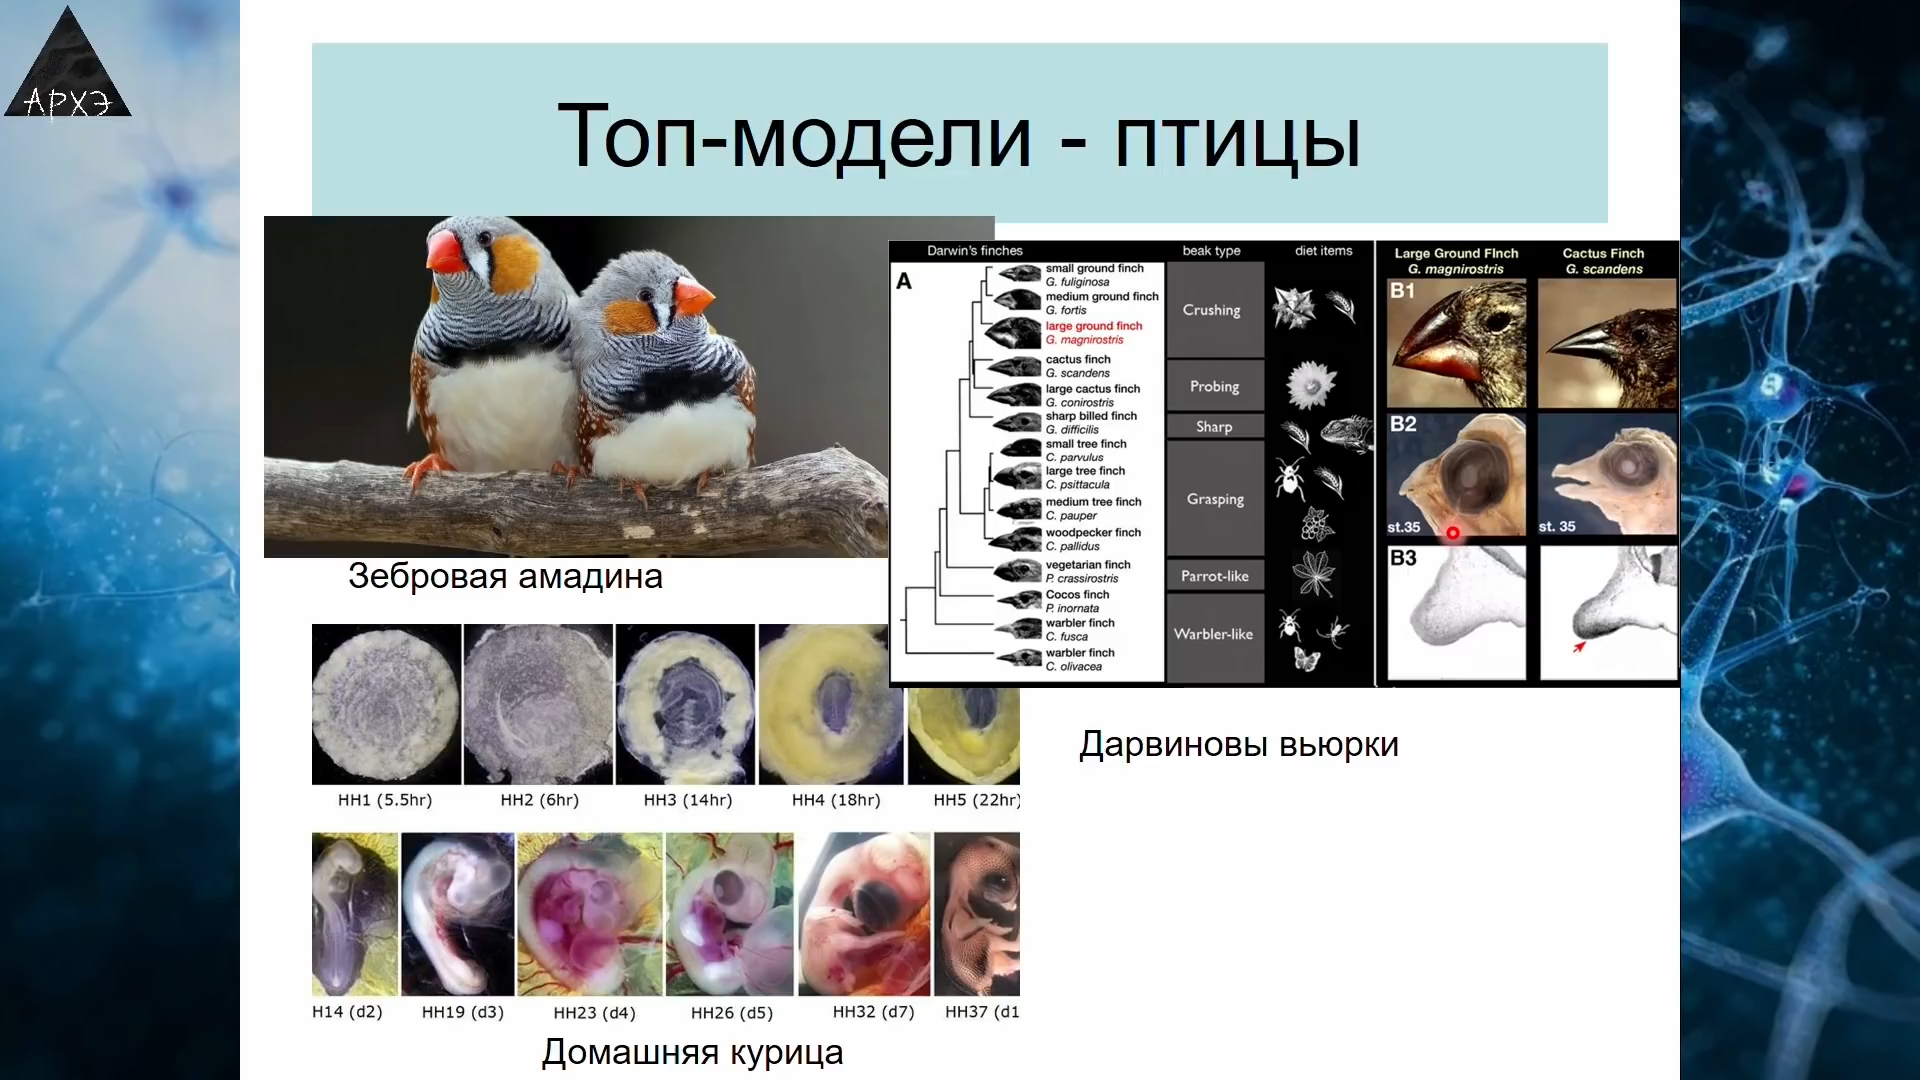 АРХЭ
Топ-модели - птицы
Darwin's finches
beak type
diet items
A
small ground finch
G. fuliginosa
medium ground finch
G. fortis
large ground finch
G. magnirostris
cactus finch
G. scandens
large cactus finch
G. conirostris
sharp billed finch
G. difficilis
small tree finch
C. parvulus
large tree finch
C. psittacula
medium tree finch
C. pauper
woodpecker finch
C. pallidus
vegetarian finch
P. crassirostris
Cocos finch
P. inornata
warbler finch
C. fusca
warbler finch
C. olivacea
Crushing
Probing
Sharp
Grasping
Parrot-like
Warbler-like
Large Ground FInch
G. magnirostris
Cactus Finch
G. scandens
B1
B2
st.35
st. 35
B3
Зебровая амадина
Дарвиновы вьюрки
HH1 (5.5hr)
HH2 (6hr)
HH3 (14hr)
HH4 (18hr)
HH5 (22hr)
H14 (d2)
HH19 (d3)
HH23 (d4)
HH26 (d5)
HH32 (d7)
HH37 (d1
Домашняя курица